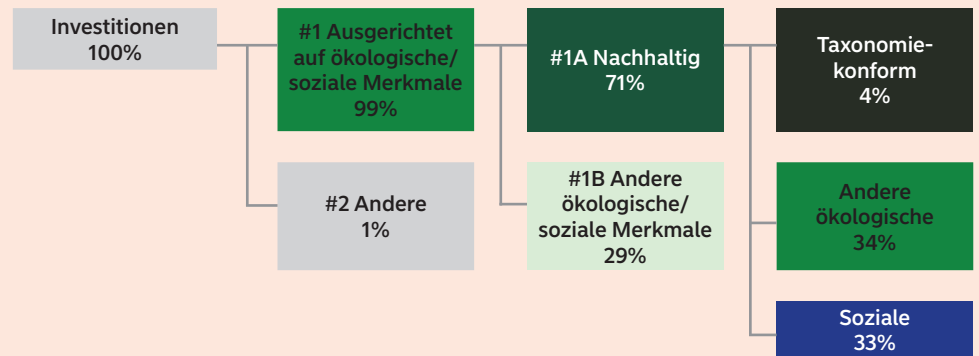 Investitionen
100%
#1 Ausgerichtet
auf ökologische/
soziale Merkmale
99%
#2 Andere
1%
#1A Nachhaltig
71%
#1B Andere
ökologische/
soziale Merkmale
29%
Taxonomie-
konform
4%
Andere
ökologische
34%
Soziale
33%